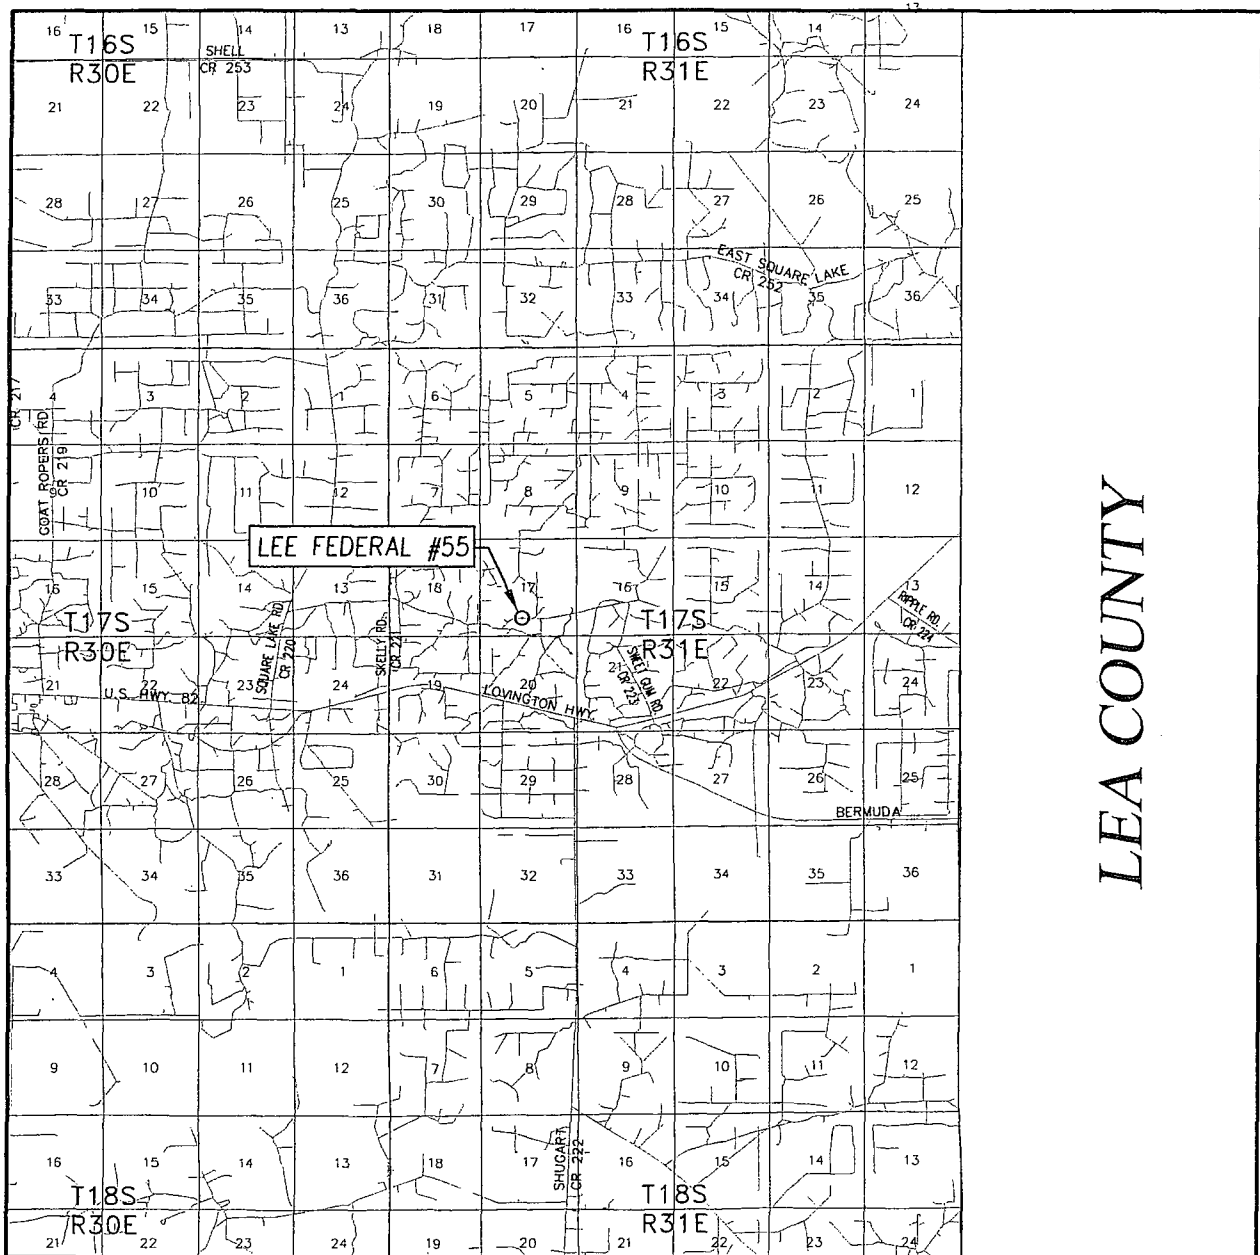 13
16 15 14 13 18 17 16 15 14
T16S T16S
R30E R31E
SHELL
CR 253
21 22 23 24 19 20 21 22 23 24
28 27 26 25 30 29 28 27 26 25
EAST SQUARE LAKE
CR 252
33 34 35 36 31 32 33 34 35 36
CR 217
4 3 2 1 6 5 4 3 2 1
GOAT ROPERS RD
CR 219
9 10 11 12 7 8 9 10 11 12
LEE FEDERAL #55
16 15 14 13 18 17 16 15 14 13
T17S T17S
R30E R31E
SQUARE LAKE RD
CR 220
SKELLY RD.
RIPPLE RD.
CR 224
SWEET GUM RD.
CR 223
21 22 23 24 19 20 21 22 23 24
U.S. HWY. 82
LOVINGTON HWY.
28 27 26 25 30 29 28 27 26 25
BERMUDA
33 34 35 36 31 32 33 34 35 36
4 3 2 1 6 5 4 3 2 1
9 10 11 12 7 8 9 10 11 12
SHUGART
CR 222
16 15 14 13 18 17 16 15 14 13
T18S T18S
R30E R31E
21 22 23 24 19 20 21 22 23 24
LEA COUNTY